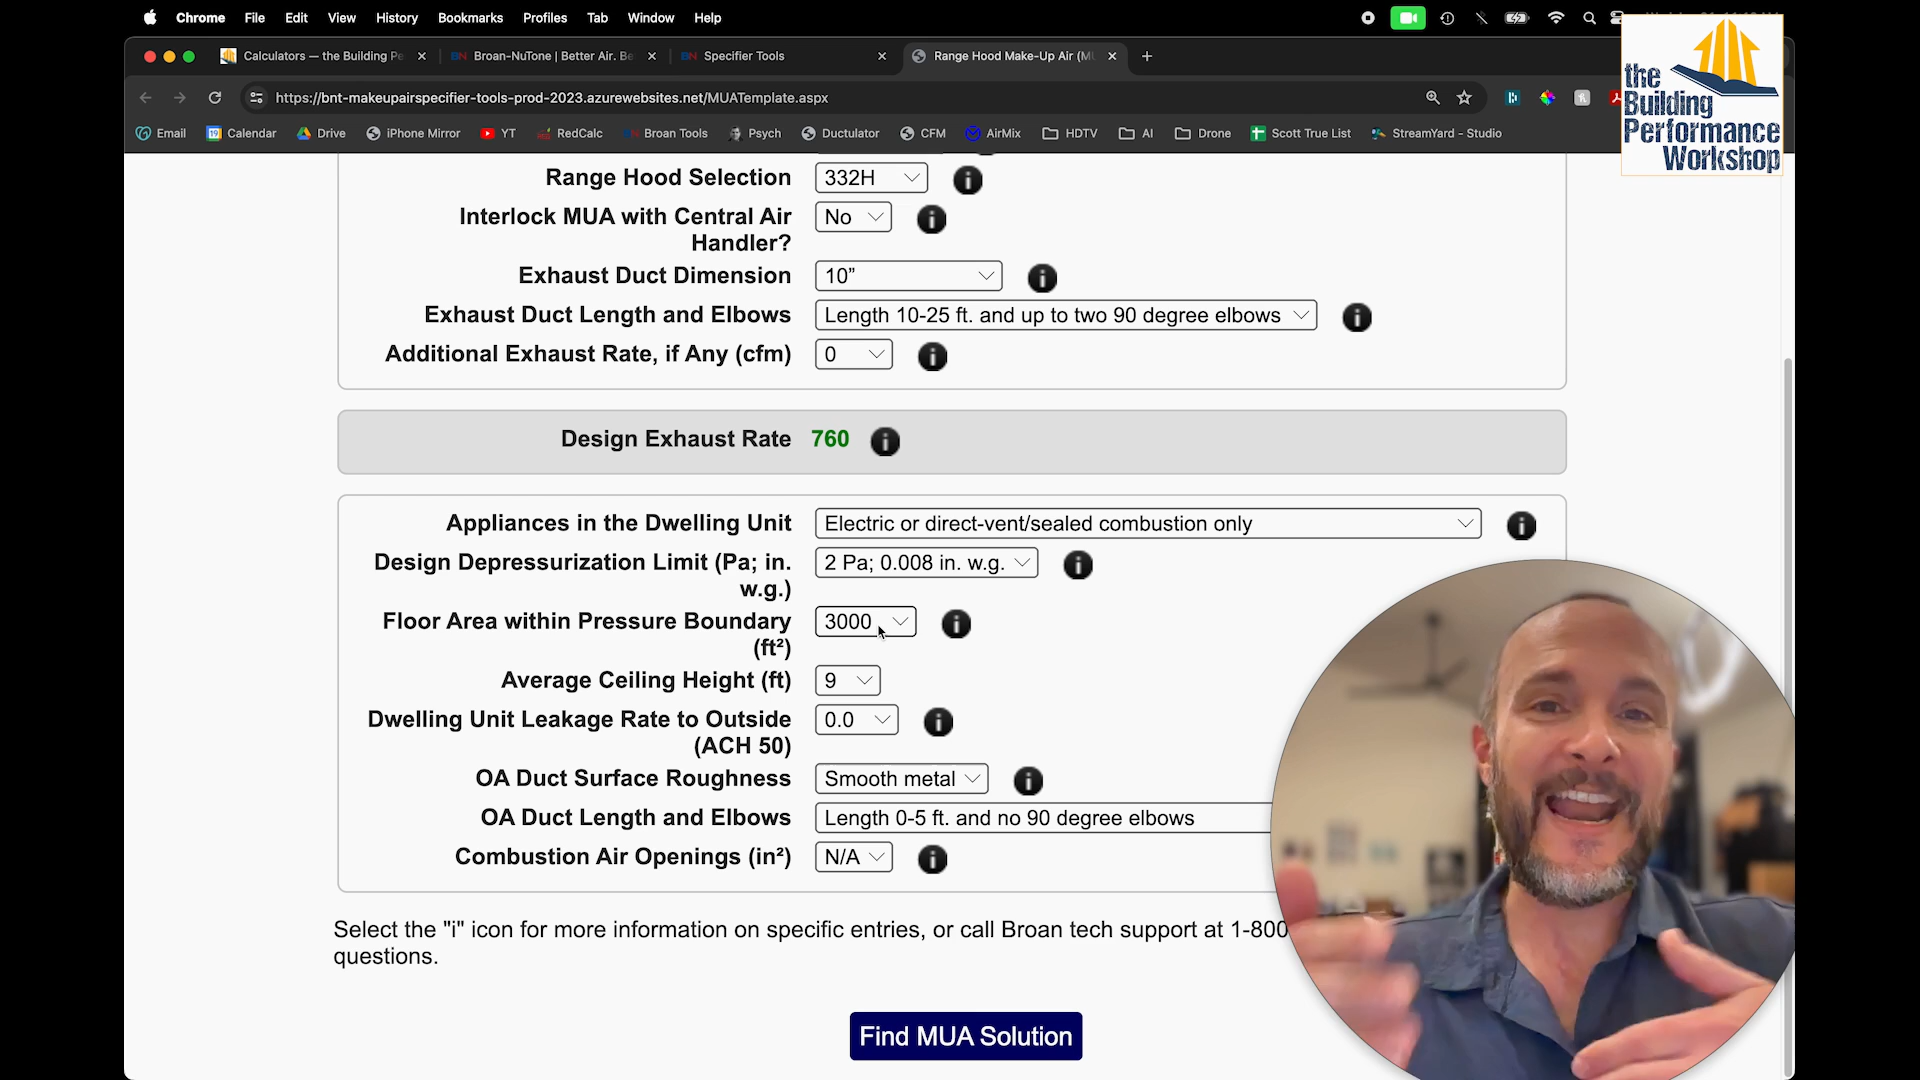 Chrome File Edit View History Bookmarks Profiles Tab Window Help
Calculators — the Building Pe
Broan-NuTone | Better Air. Be
Specifier Tools
Range Hood Make-Up Air (MU
https://bnt-makeupairspecifier-tools-prod-2023.azurewebsites.net/MUATemplate.aspx
Email Calendar Drive iPhone Mirror YT RedCalc Broan Tools Psych Ductulator CFM AirMix HDTV AI Drone Scott True List StreamYard - Studio
the
Building
Performance
Workshop
Range Hood Selection 332H
Interlock MUA with Central Air No
Handler?
Exhaust Duct Dimension 10”
Exhaust Duct Length and Elbows Length 10-25 ft. and up to two 90 degree elbows
Additional Exhaust Rate, if Any (cfm) 0
Design Exhaust Rate 760
Appliances in the Dwelling Unit Electric or direct-vent/sealed combustion only
Design Depressurization Limit (Pa; in. 2 Pa; 0.008 in. w.g.
w.g.)
Floor Area within Pressure Boundary 3000
(ft²)
Average Ceiling Height (ft) 9
Dwelling Unit Leakage Rate to Outside 0.0
(ACH 50)
OA Duct Surface Roughness Smooth metal
OA Duct Length and Elbows Length 0-5 ft. and no 90 degree elbows
Combustion Air Openings (in²) N/A
Select the "i" icon for more information on specific entries, or call Broan tech support at 1-800
questions.
Find MUA Solution